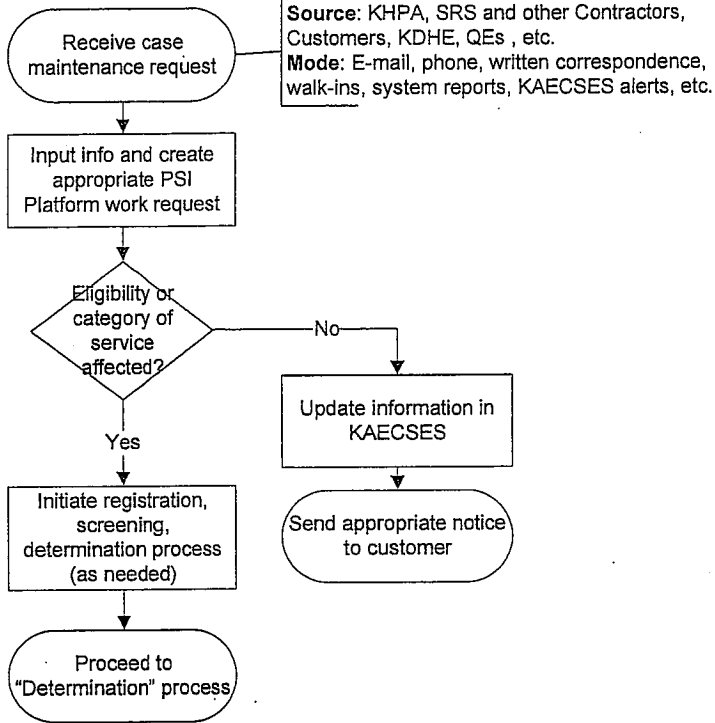 Receive case
maintenance request
Source: KHPA, SRS and other Contractors,
Customers, KDHE, QEs , etc.
Mode: E-mail, phone, written correspondence,
walk-ins, system reports, KAECSES alerts, etc.
Input info and create
appropriate PSI
Platform work request
Eligibility or
category of
service
affected?
No
Yes
Update information in
KAECSES
Send appropriate notice
to customer
Initiate registration,
screening,
determination process
(as needed)
Proceed to
“Determination” process